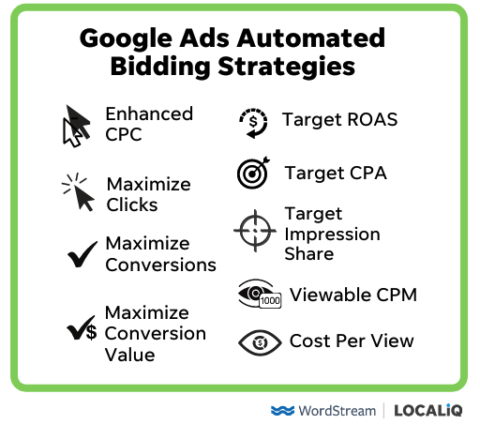 Google Ads Automated
Bidding Strategies
Enhanced
CPC
Maximize
Clicks
Maximize
Conversions
$
Maximize
Conversion
Value
$
Target ROAS
Target CPA
Target
Impression
Share
1000
Viewable CPM
$
Cost Per View
WordStream
LOCALiQ